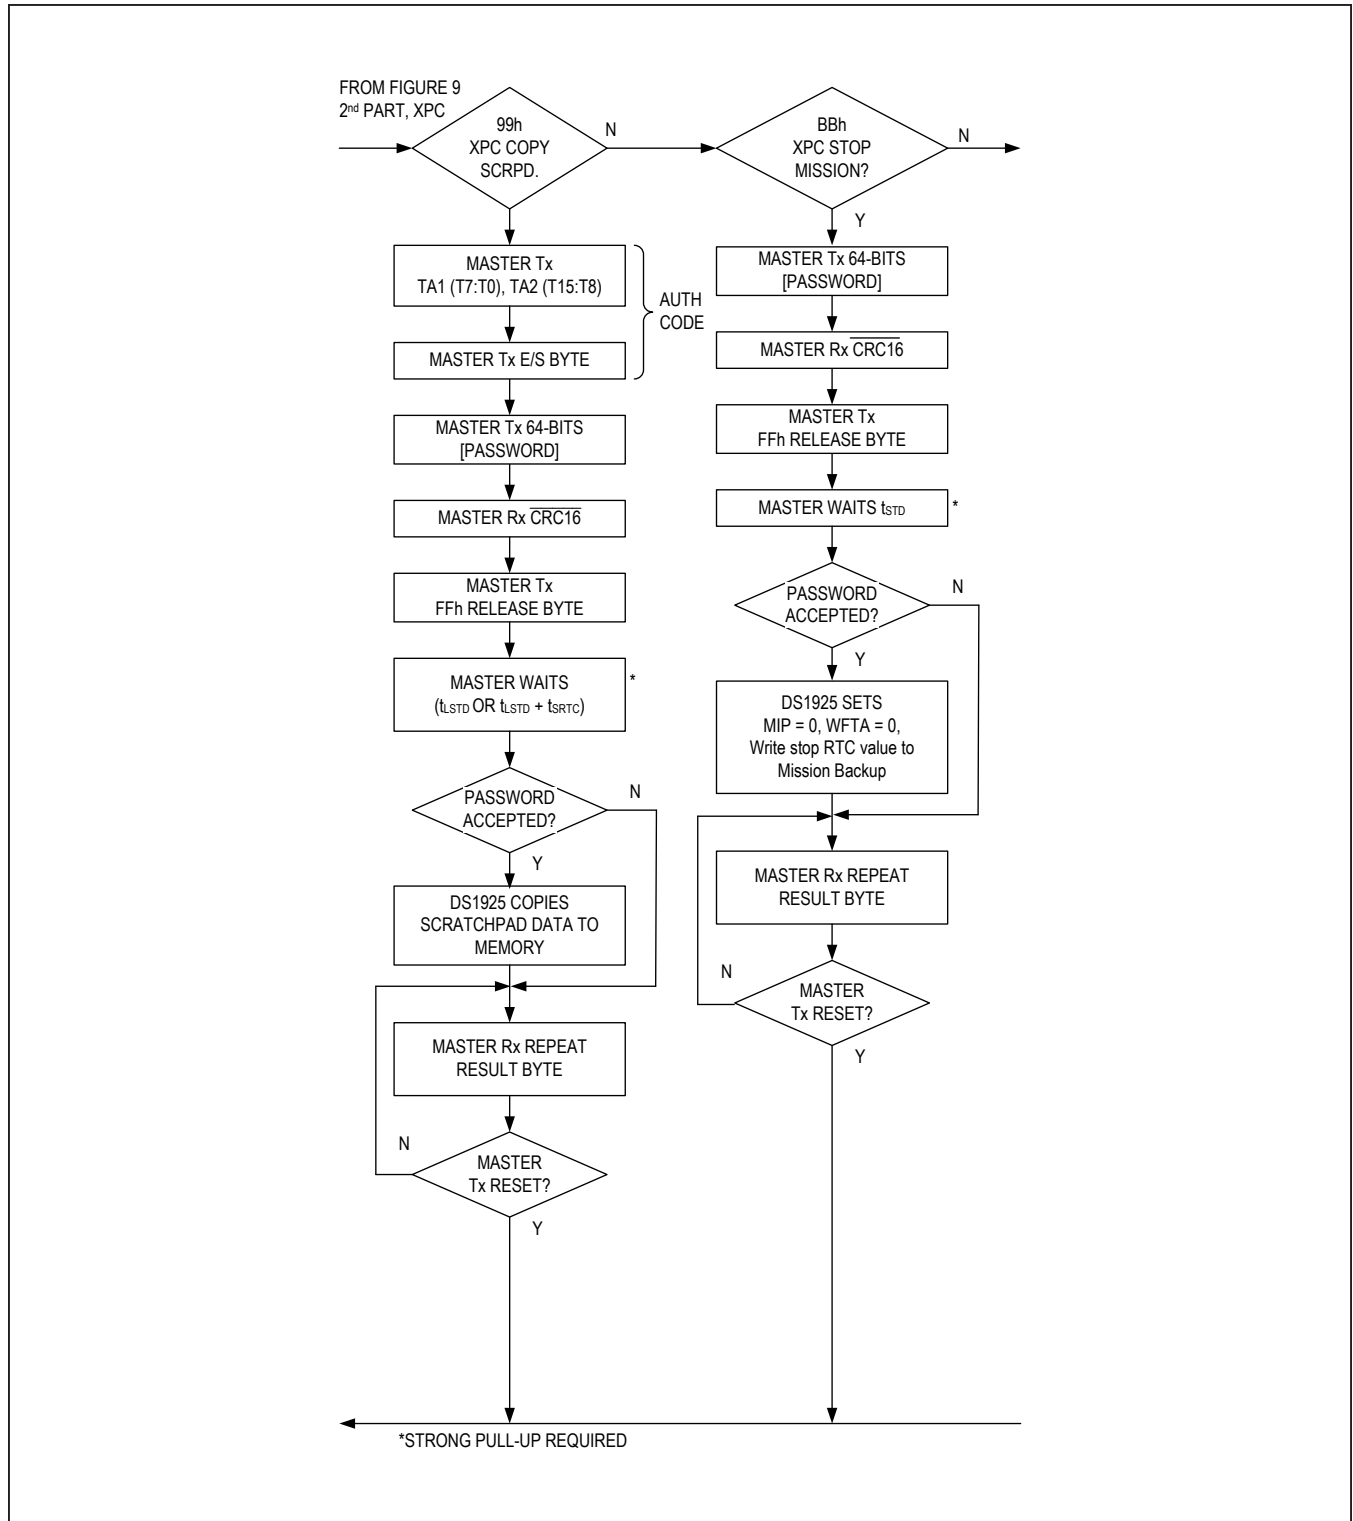 FROM FIGURE 9
2nd PART, XPC
99h
XPC COPY
SCRPD.
N
MASTER Tx
TA1 (T7:T0), TA2 (T15:T8)
MASTER Tx E/S BYTE
AUTH
CODE
MASTER Tx 64-BITS
[PASSWORD]
MASTER Rx CRC16
MASTER Tx
FFh RELEASE BYTE
MASTER WAITS
(tLSTD OR tLSTD + tSRTC)
*
PASSWORD
ACCEPTED?
N
Y
DS1925 COPIES
SCRATCHPAD DATA TO
MEMORY
MASTER Rx REPEAT
RESULT BYTE
N
MASTER
Tx RESET?
Y
BBh
XPC STOP
MISSION?
N
Y
MASTER Tx 64-BITS
[PASSWORD]
MASTER Rx CRC16
MASTER Tx
FFh RELEASE BYTE
MASTER WAITS tSTD
*
PASSWORD
ACCEPTED?
N
Y
DS1925 SETS
MIP = 0, WFTA = 0,
Write stop RTC value to
Mission Backup
MASTER Rx REPEAT
RESULT BYTE
N
MASTER
Tx RESET?
Y
*STRONG PULL-UP REQUIRED